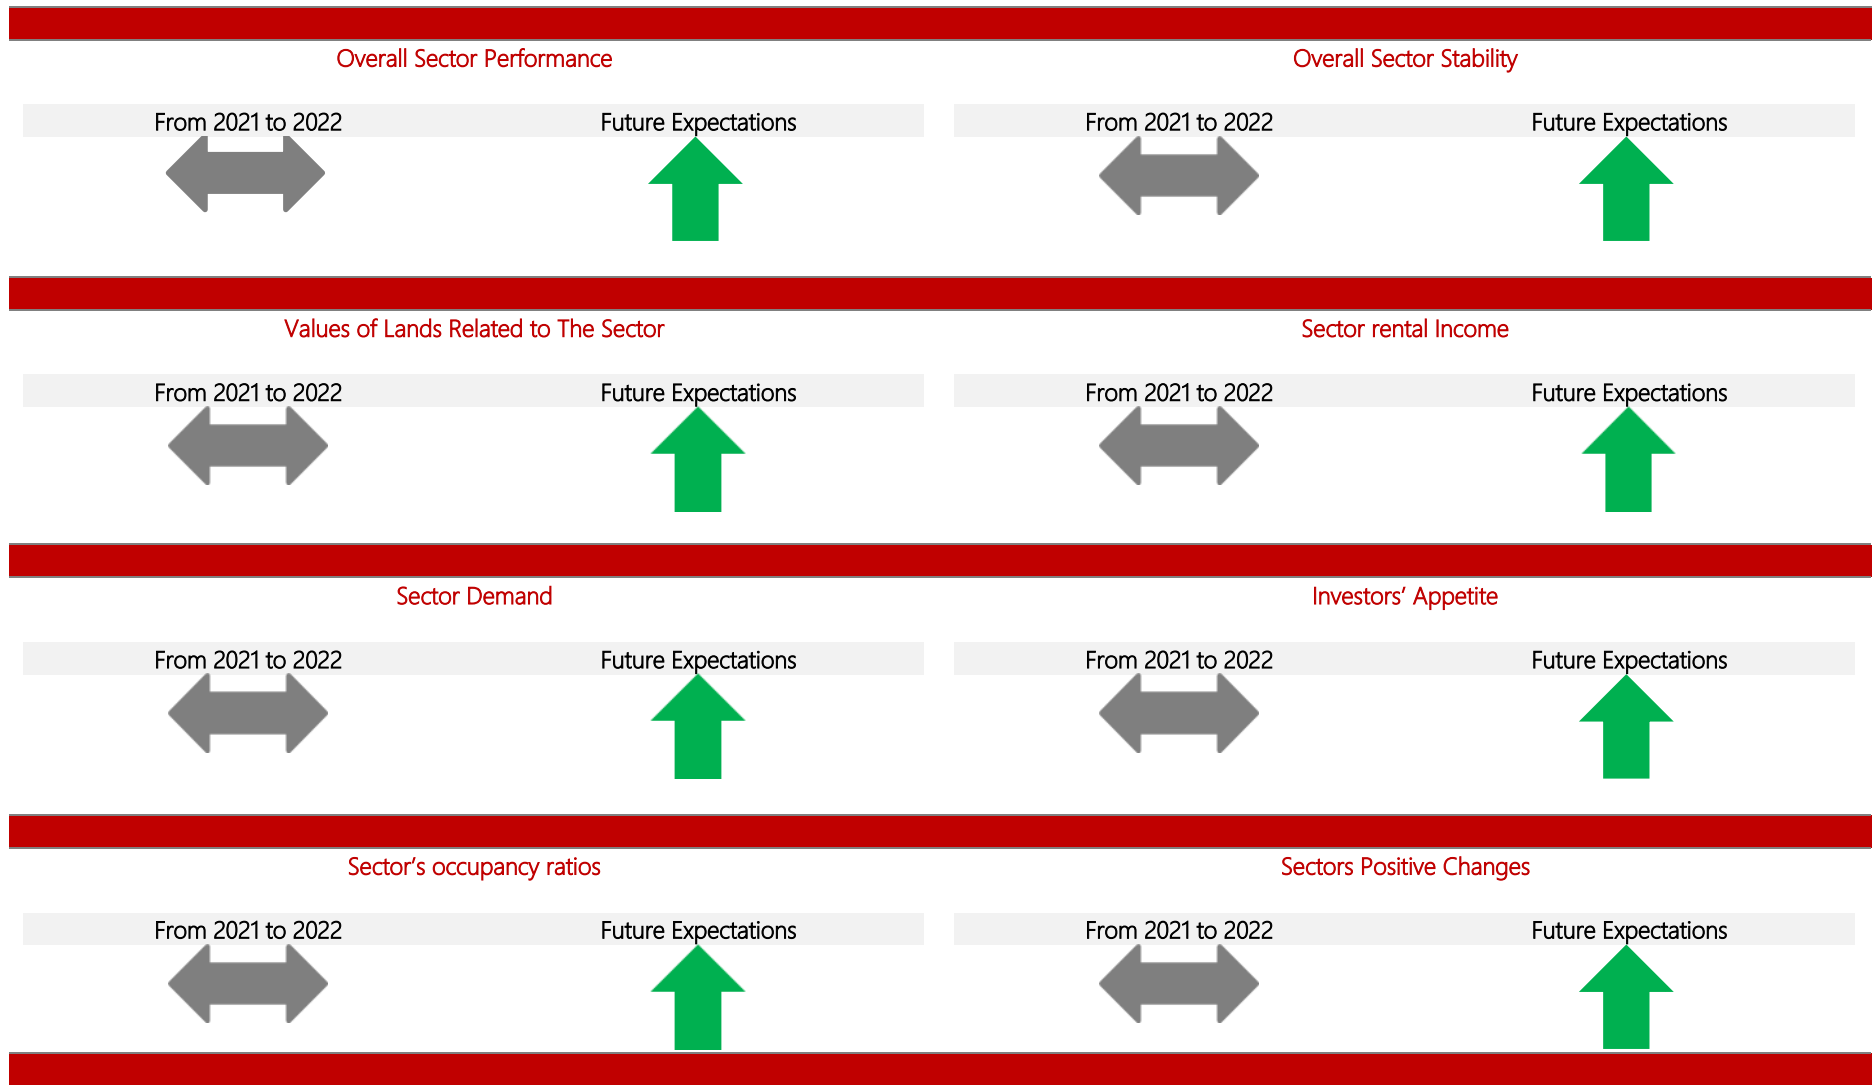 Overall Sector Performance
Overall Sector Stability
From 2021 to 2022
Future Expectations
From 2021 to 2022
Future Expectations
Values of Lands Related to The Sector
Sector rental Income
From 2021 to 2022
Future Expectations
From 2021 to 2022
Future Expectations
Sector Demand
Investors’ Appetite
From 2021 to 2022
Future Expectations
From 2021 to 2022
Future Expectations
Sector’s occupancy ratios
Sectors Positive Changes
From 2021 to 2022
Future Expectations
From 2021 to 2022
Future Expectations